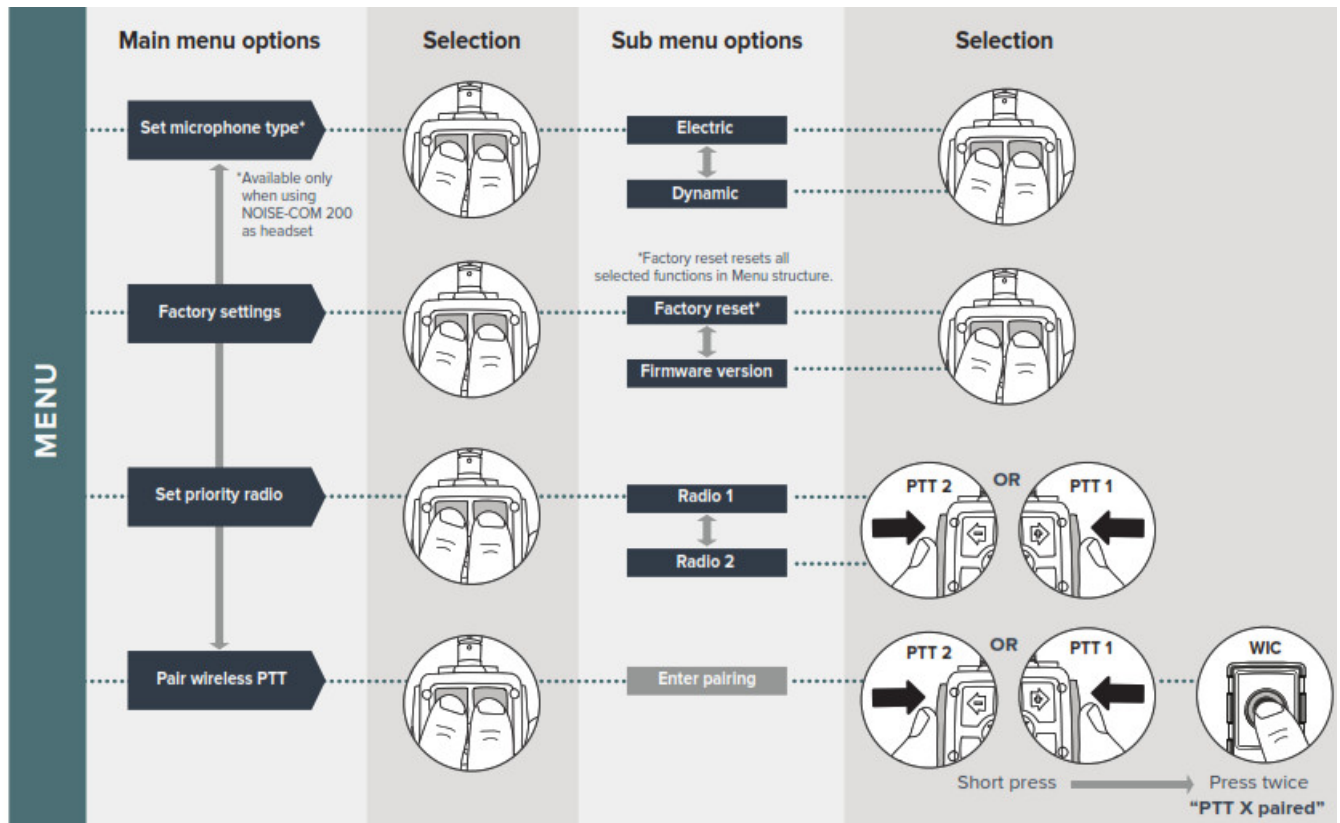 MENU
Main menu options
Selection
Sub menu options
Selection
Set microphone type*
*Available only
when using
NOISE-COM 200
as headset
Electric
Dynamic
Factory settings
*Factory reset resets all
selected functions in Menu structure.
Factory reset*
Firmware version
Set priority radio
Radio 1
Radio 2
PTT 2
OR
PTT 1
Pair wireless PTT
Enter pairing
PTT 2
OR
PTT 1
WIC
Short press
Press twice
"PTT X paired"